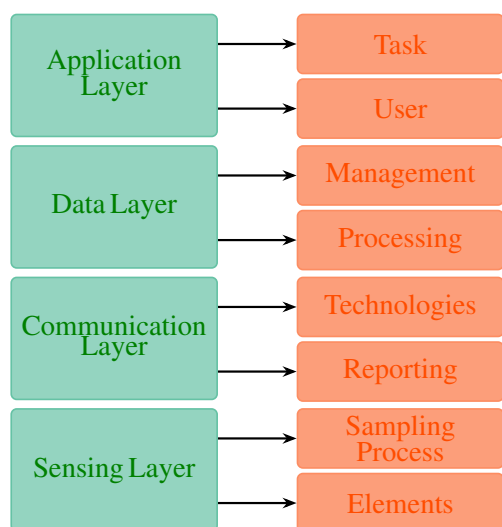 Application
Layer
Task
User
Data Layer
Management
Processing
Communication
Layer
Technologies
Reporting
Sensing Layer
Sampling
Process
Elements